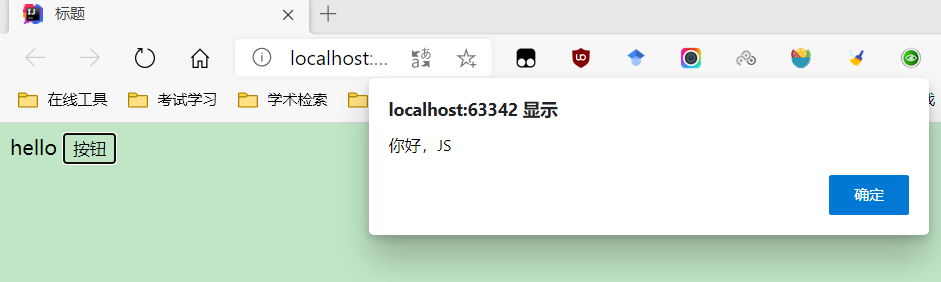 标题
localhost:...
在线工具 考试学习 学术检索
localhost:63342 显示
你好，JS
确定
hello 按钮